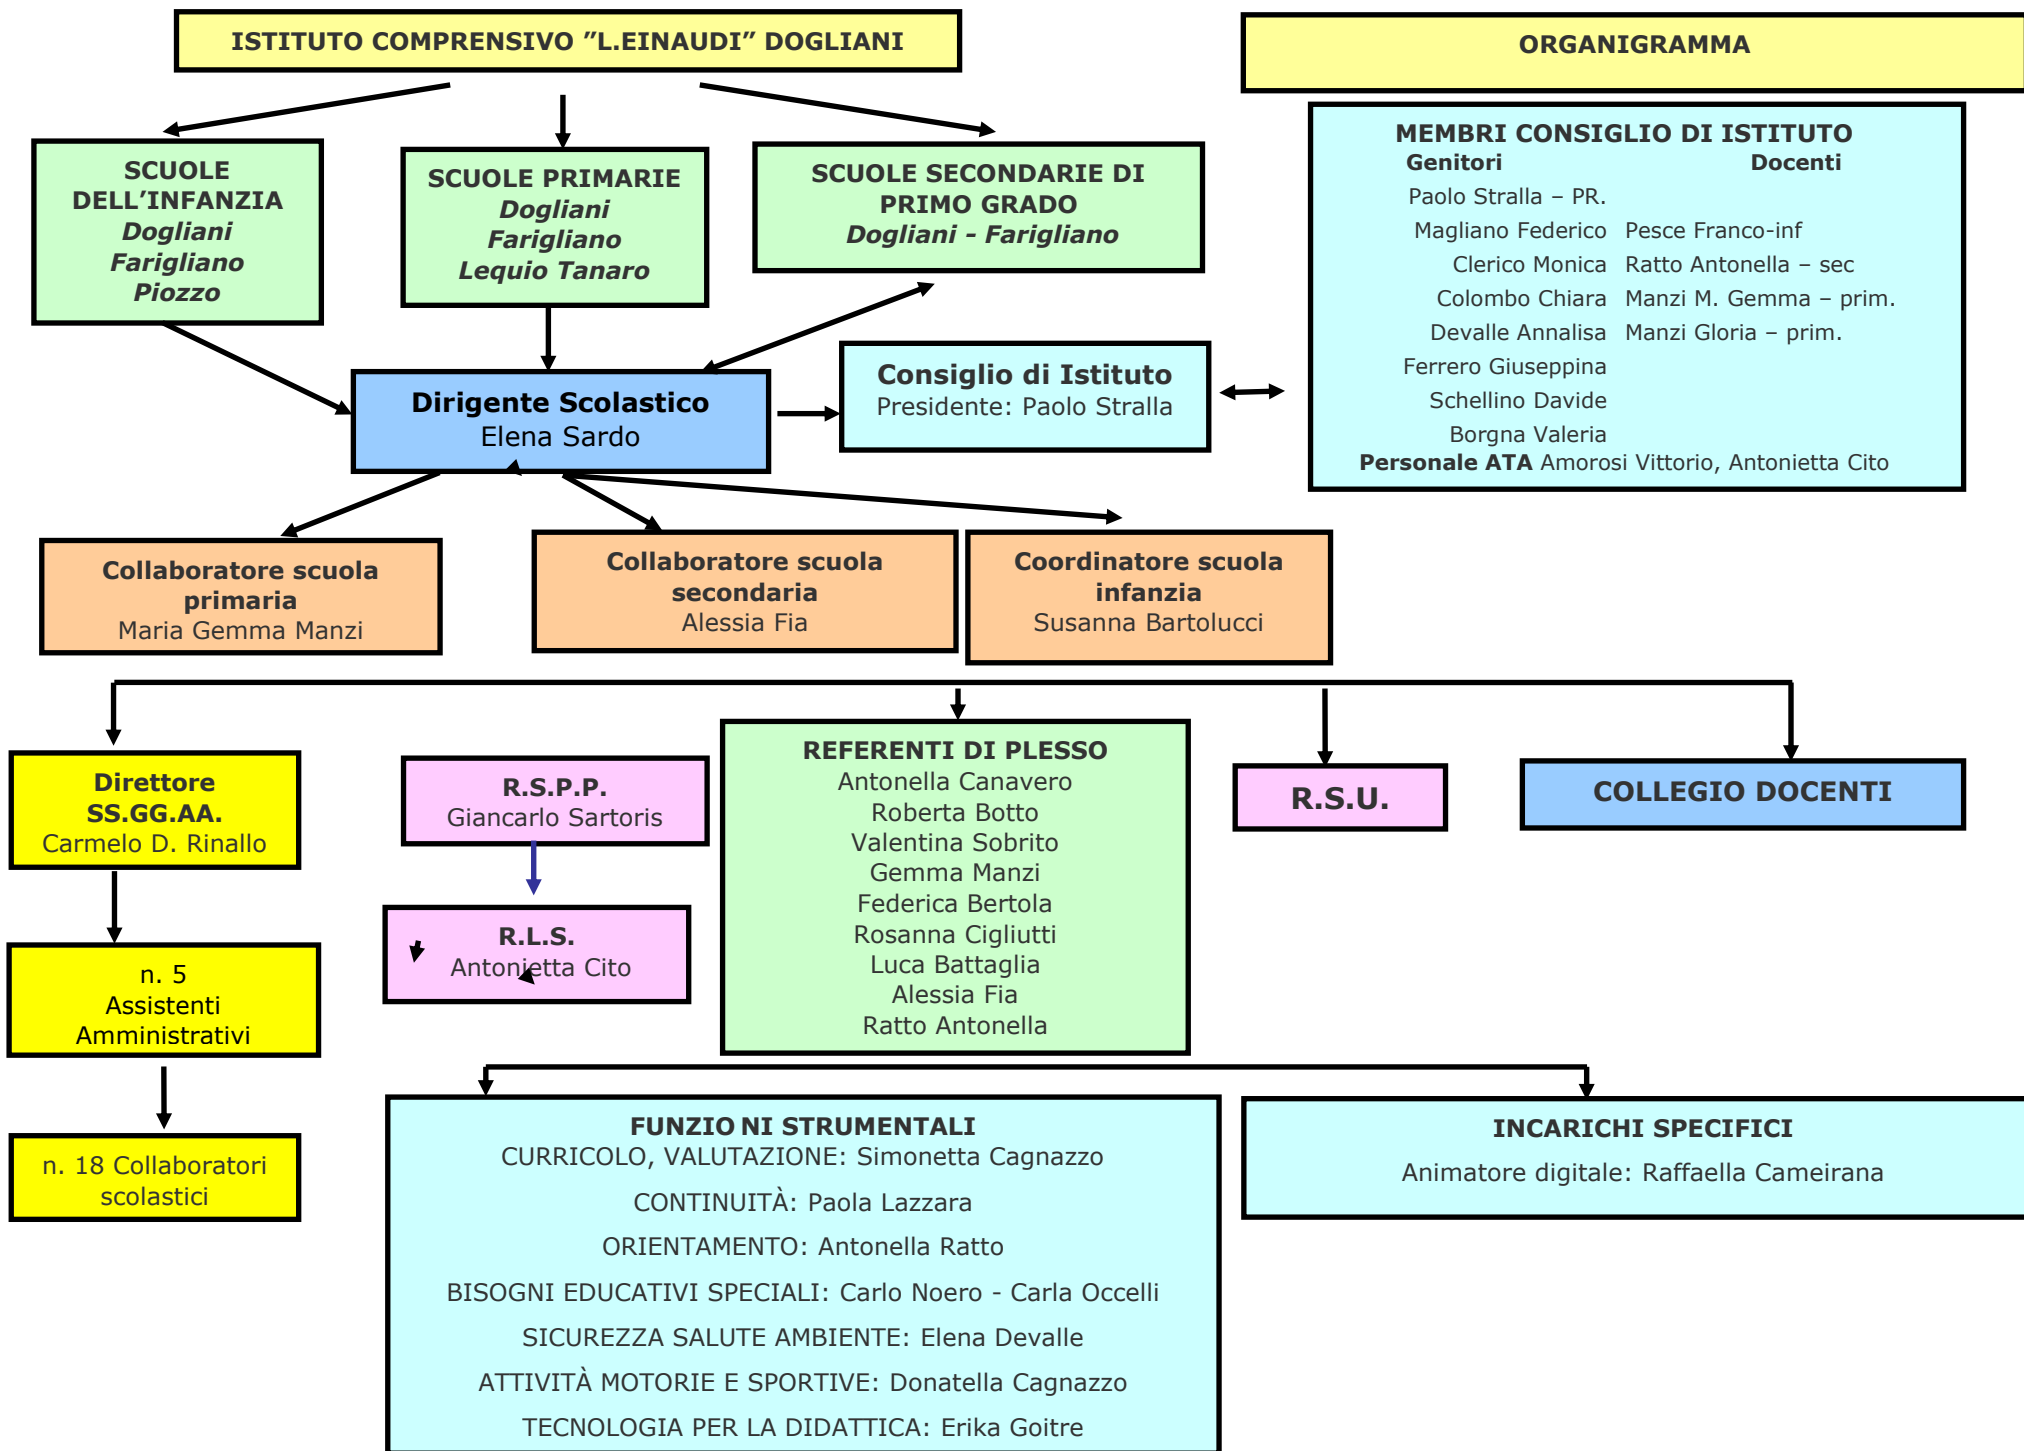 ISTITUTO COMPRENSIVO ”L.EINAUDI” DOGLIANI
ORGANIGRAMMA
SCUOLE
DELL’INFANZIA
Dogliani
Farigliano
Piozzo
SCUOLE PRIMARIE
Dogliani
Farigliano
Lequio Tanaro
SCUOLE SECONDARIE DI
PRIMO GRADO
Dogliani – Farigliano
MEMBRI CONSIGLIO DI ISTITUTO
Genitori Docenti
Paolo Stralla – PR.
Magliano Federico Pesce Franco-inf
Clerico Monica Ratto Antonella – sec
Colombo Chiara Manzi M. Gemma – prim.
Devalle Annalisa Manzi Gloria – prim.
Ferrero Giuseppina
Schellino Davide
Borgna Valeria
Personale ATA Amorosi Vittorio, Antonietta Cito
Dirigente Scolastico
Elena Sardo
Consiglio di Istituto
Presidente: Paolo Stralla
Collaboratore scuola
primaria
Maria Gemma Manzi
Collaboratore scuola
secondaria
Alessia Fia
Coordinatore scuola
infanzia
Susanna Bartolucci
Direttore
SS.GG.AA.
Carmelo D. Rinallo
R.S.P.P.
Giancarlo Sartoris
REFERENTI DI PLESSO
Antonella Canavero
Roberta Botto
Valentina Sobrito
Gemma Manzi
Federica Bertola
Rosanna Cigliutti
Luca Battaglia
Alessia Fia
Ratto Antonella
R.S.U.
COLLEGIO DOCENTI
R.L.S.
Antonietta Cito
n. 5
Assistenti
Amministrativi
n. 18 Collaboratori
scolastici
FUNZIO NI STRUMENTALI
CURRICOLO, VALUTAZIONE: Simonetta Cagnazzo
CONTINUITÀ: Paola Lazzara
ORIENTAMENTO: Antonella Ratto
BISOGNI EDUCATIVI SPECIALI: Carlo Noero - Carla Occelli
SICUREZZA SALUTE AMBIENTE: Elena Devalle
ATTIVITÀ MOTORIE E SPORTIVE: Donatella Cagnazzo
TECNOLOGIA PER LA DIDATTICA: Erika Goitre
INCARICHI SPECIFICI
Animatore digitale: Raffaella Cameirana